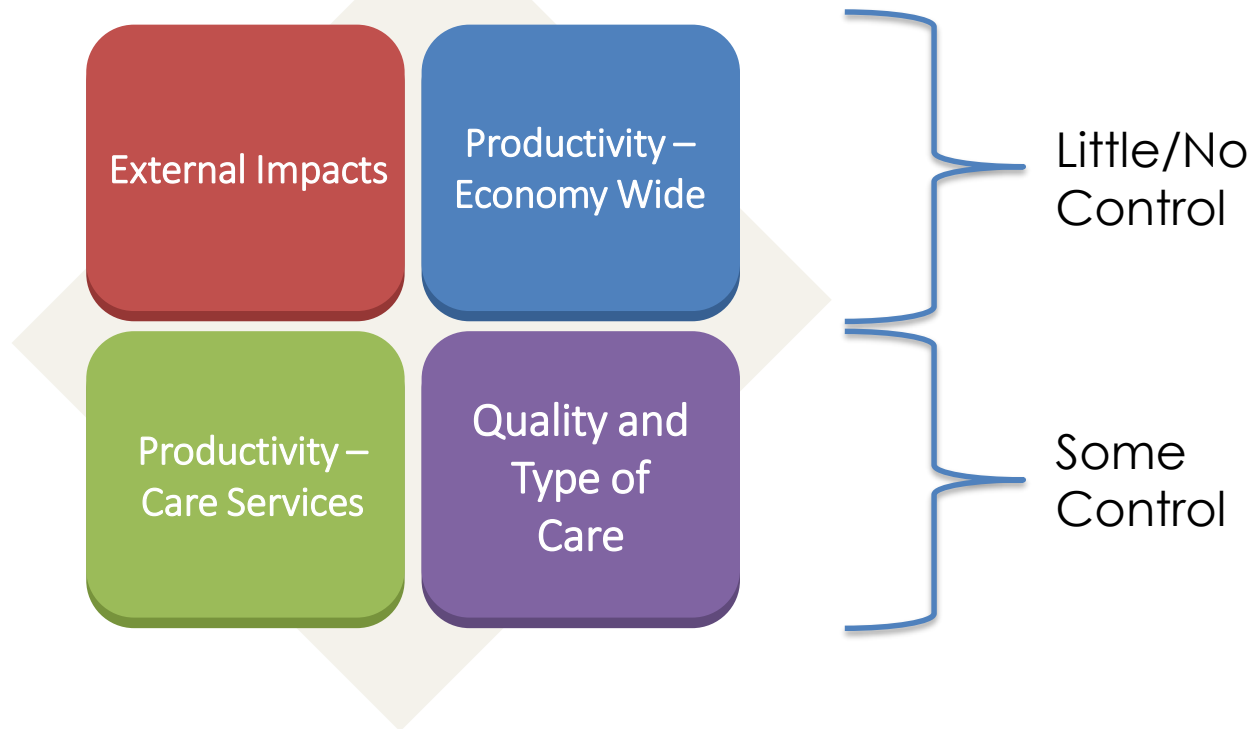 External Impacts
Productivity –
Economy Wide
Little/No
Control
Productivity –
Care Services
Quality and
Type of
Care
Some
Control